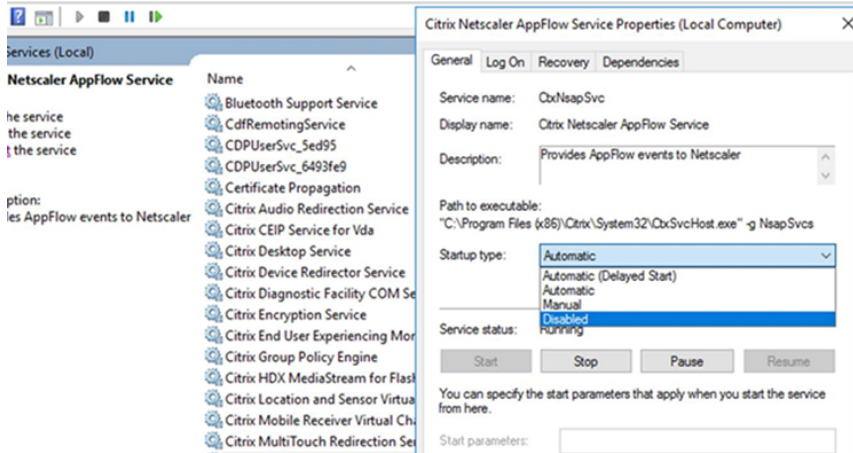 Services (Local)
Netscaler AppFlow Service
he service
the service
the service
ption:
les AppFlow events to Netscaler
Name
Bluetooth Support Service
CdfRemotingService
CDPUserSvc_5ed95
CDPUserSvc_6493fe9
Certificate Propagation
Citrix Audio Redirection Service
Citrix CEIP Service for Vda
Citrix Desktop Service
Citrix Device Redirector Service
Citrix Diagnostic Facility COM Se
Citrix Encryption Service
Citrix End User Experiencing Mor
Citrix Group Policy Engine
Citrix HDX MediaStream for Flash
Citrix Location and Sensor Virtua
Citrix Mobile Receiver Virtual Cha
Citrix MultiTouch Redirection Ser
Citrix Netscaler AppFlow Service Properties (Local Computer)
General Log On Recovery Dependencies
Service name: CtxNsapSvc
Display name: Citrix Netscaler AppFlow Service
Description: Provides AppFlow events to Netscaler
Path to executable:
"C:\Program Files (x86)\Citrix\System32\CtxSvcHost.exe" -g NsapSvcs
Startup type: Automatic
Automatic (Delayed Start)
Automatic
Manual
Disabled
Service status: Running
Start Stop Pause Resume
You can specify the start parameters that apply when you start the service
from here.
Start parameters: